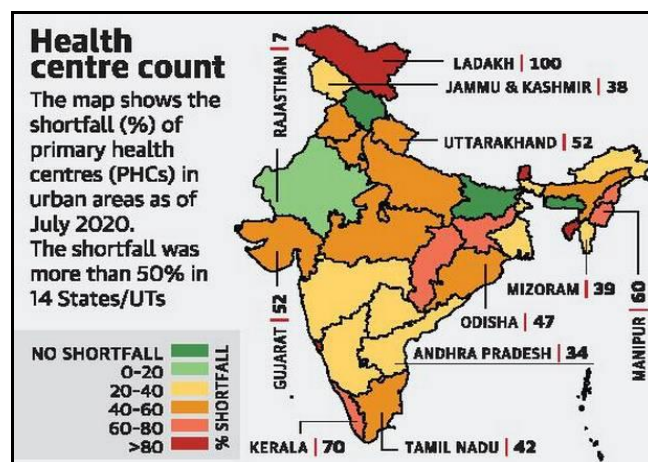 Health
centre count
The map shows the
shortfall (%) of
primary health
centres (PHCs) in
urban areas as of
July 2020.
The shortfall was
more than 50% in
14 States/UTs
RAJASTHAN | 7
LADAKH | 100
JAMMU & KASHMIR | 38
UTTARAKHAND | 52
GUJARAT | 52
MIZORAM | 39
MANIPUR | 60
ODISHA | 47
ANDHRA PRADESH | 34
KERALA | 70
TAMIL NADU | 42
NO SHORTFALL
0-20
20-40
40-60
60-80
>80
% SHORTFALL